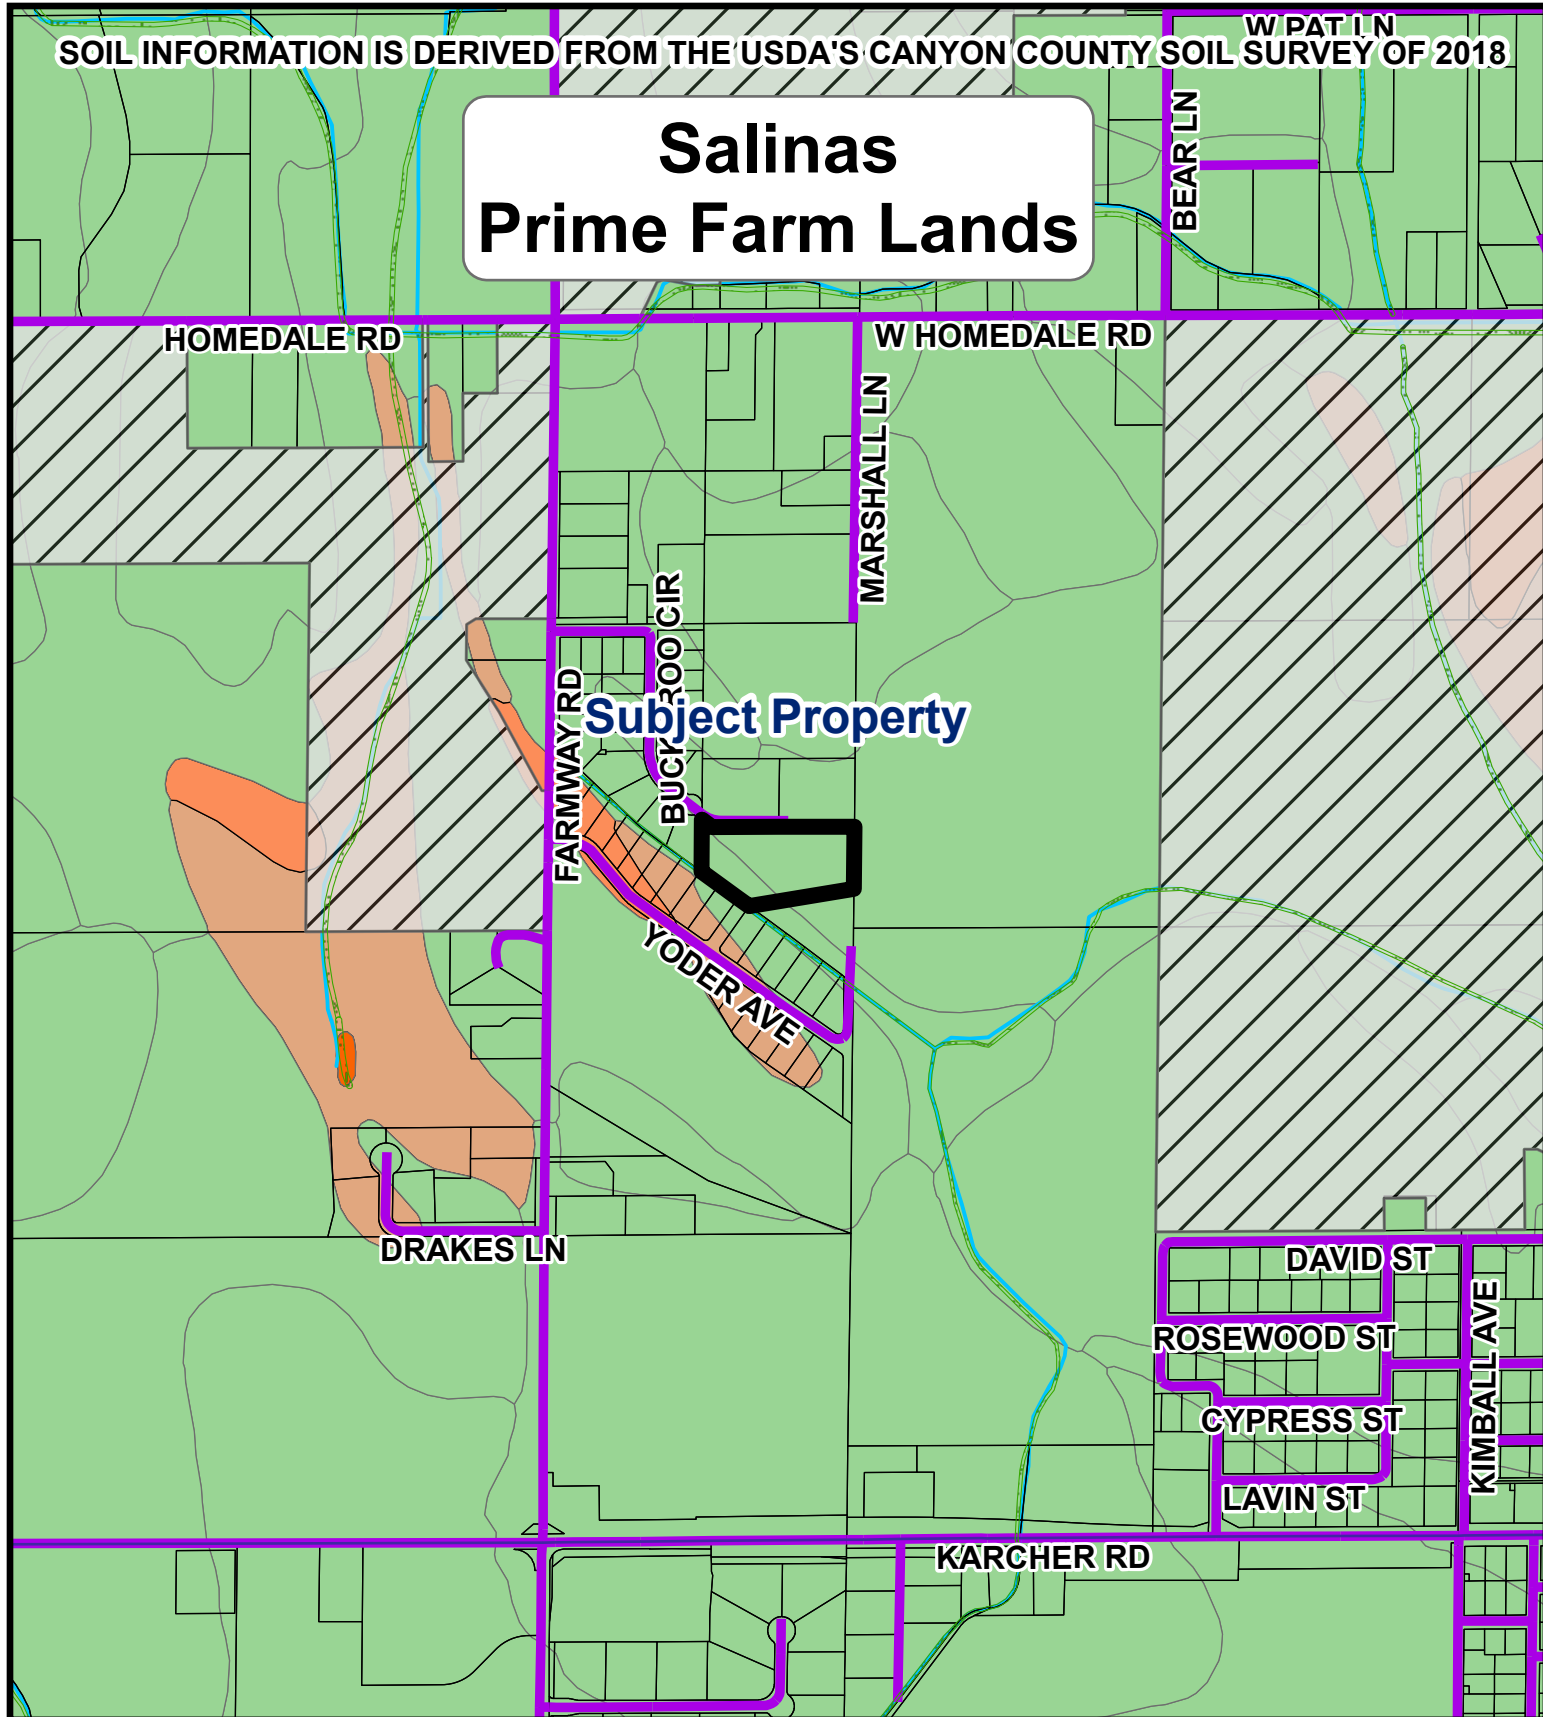 W PAT LN
SOIL INFORMATION IS DERIVED FROM THE USDA'S CANYON COUNTY SOIL SURVEY OF 2018
Salinas
Prime Farm Lands
BEAR LN
HOMEDALE RD
W HOMEDALE RD
MARSHALL LN
BUCKAROO CIR
FARMWAY RD
Subject Property
YODER AVE
DRAKES LN
DAVID ST
ROSEWOOD ST
KIMBALL AVE
CYPRESS ST
LAVIN ST
KARCHER RD